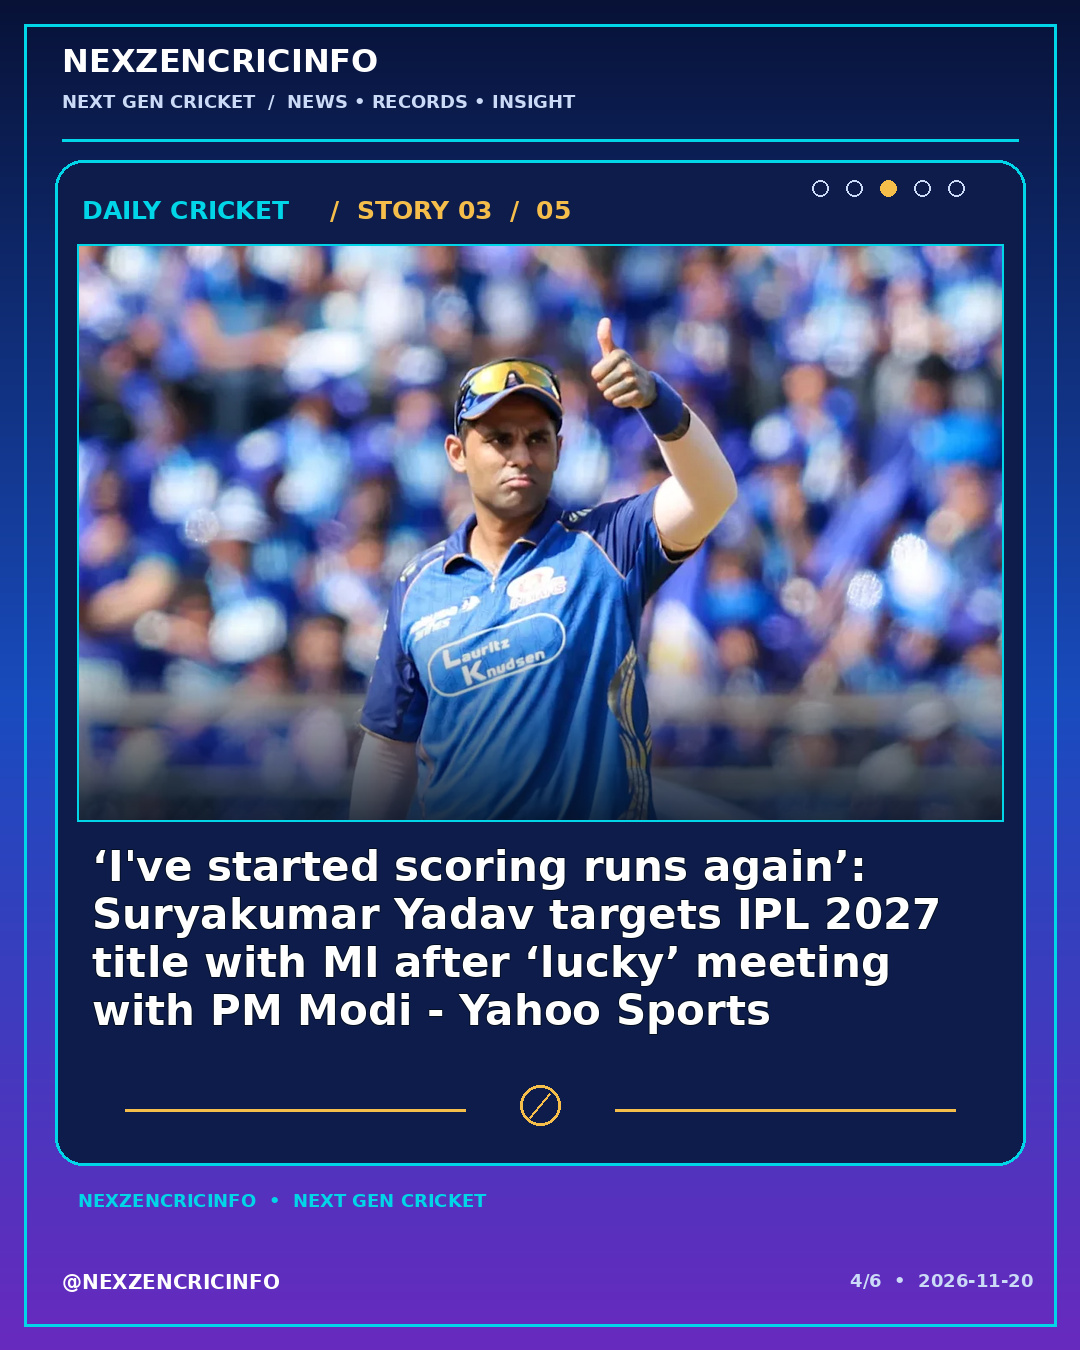 NEXZENCRICINFO
NEXT GEN CRICKET / NEWS • RECORDS • INSIGHT
DAILY CRICKET / STORY 03 / 05
Lauritz
Knudsen
‘I've started scoring runs again’:
Suryakumar Yadav targets IPL 2027
title with MI after ‘lucky’ meeting
with PM Modi - Yahoo Sports
NEXZENCRICINFO • NEXT GEN CRICKET
@NEXZENCRICINFO
4/6 • 2026-11-20